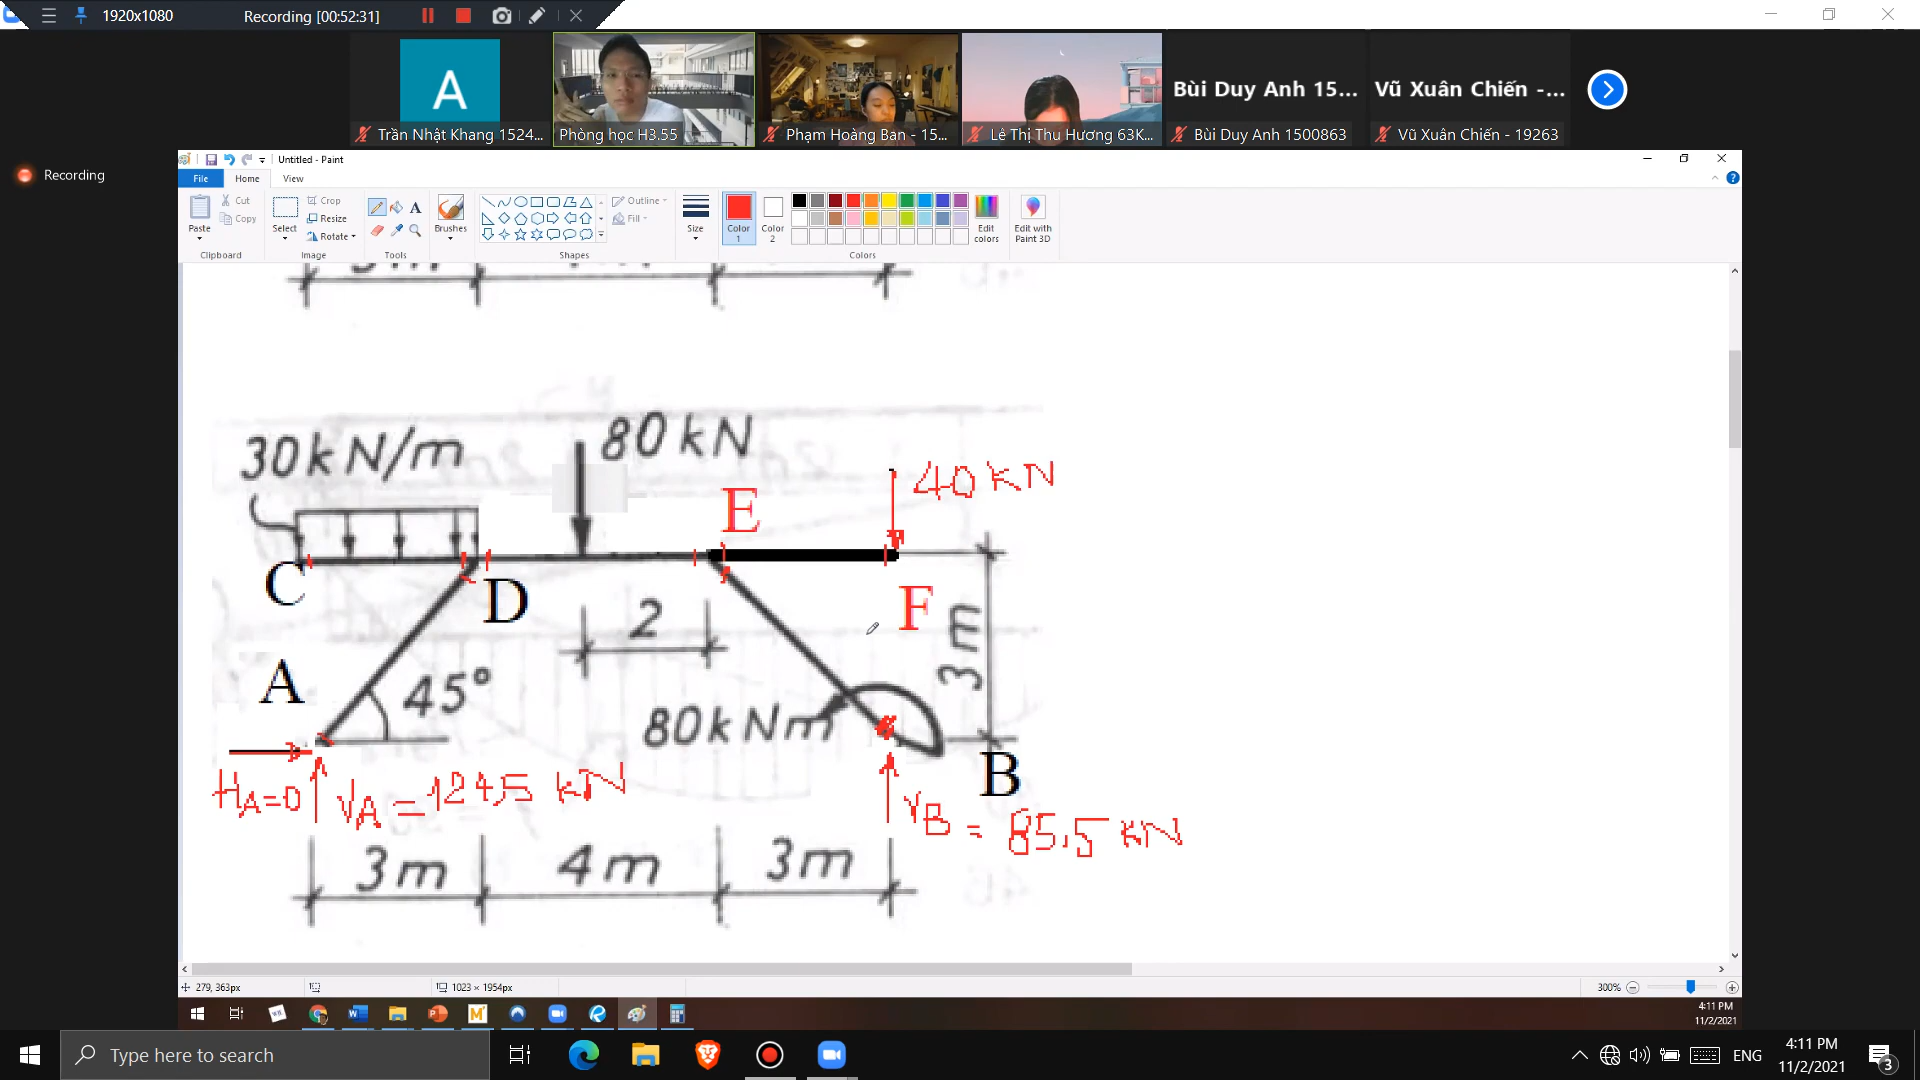 1920x1080
Recording [00:52:31]
A
Trần Nhật Khang 1524...
Phòng học H3.55
Phạm Hoàng Ban - 15...
Lê Thị Thu Hương 63K...
Bùi Duy Anh 15...
Bùi Duy Anh 1500863
Vũ Xuân Chiến -...
Vũ Xuân Chiến - 19263
Recording
Untitled - Paint
File
Home
View
Paste
Cut
Copy
Clipboard
Select
Crop
Resize
Rotate
Image
A
Tools
Brushes
Shapes
Outline
Fill
Size
Color 1
Color 2
Colors
Edit colors
Edit with Paint 3D
30kN/m
80kN
40 kN
E
C
D
F
2
3m
A
45°
80kNm
B
HA=0
VA = 124,5 kN
VB = 85,5 kN
3m
4m
3m
279, 363px
1023 × 1954px
300%
4:11 PM
11/2/2021
Type here to search
ENG
4:11 PM
11/2/2021
3